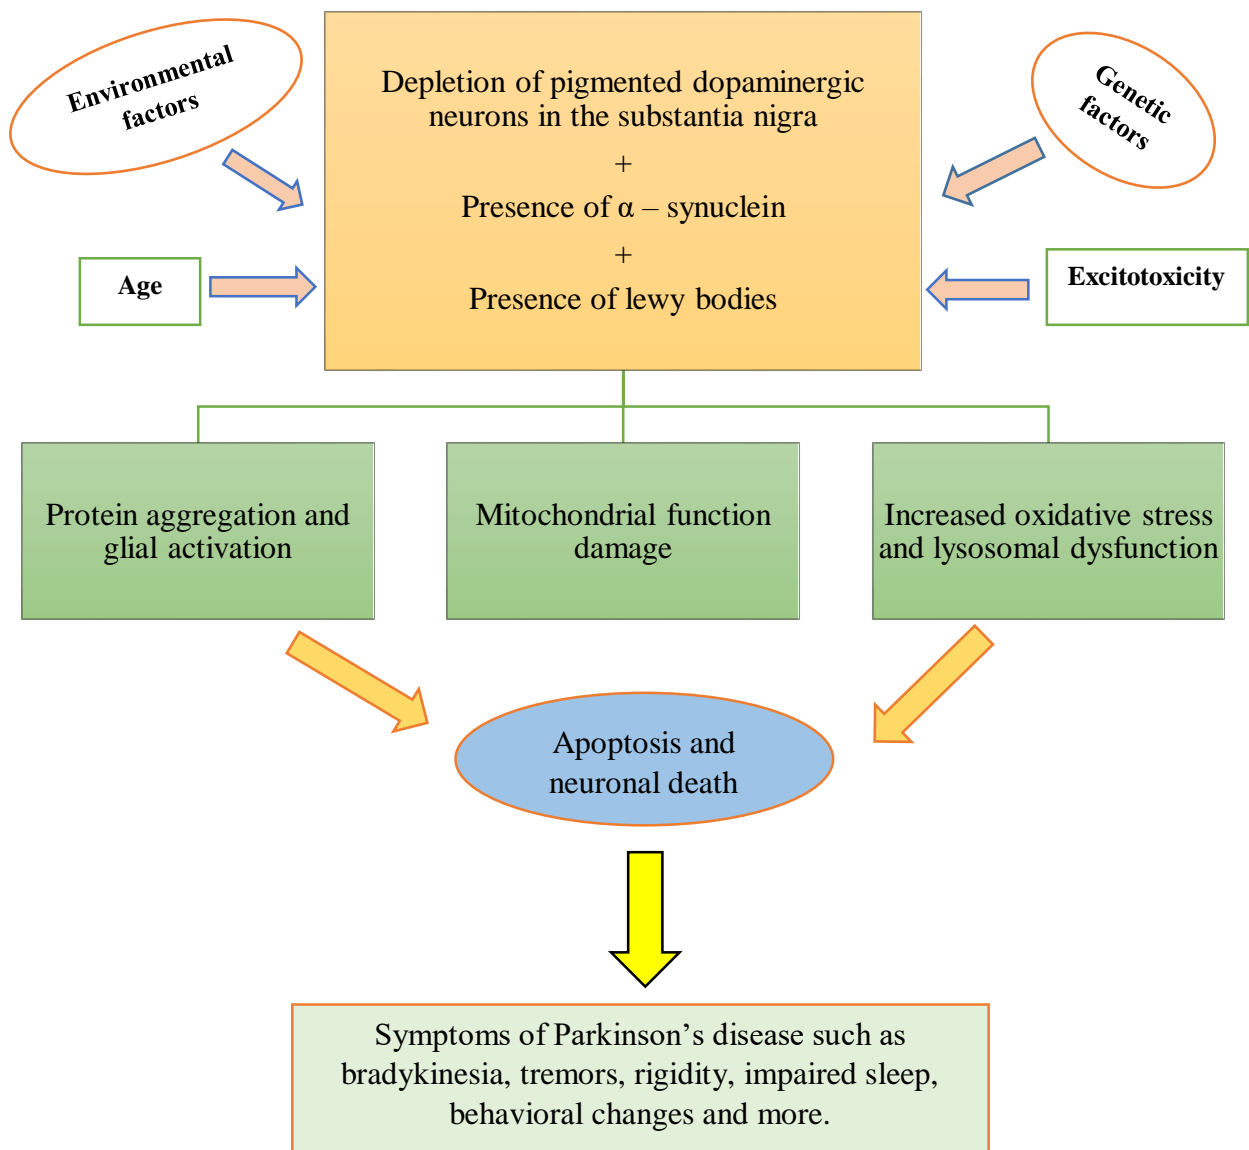 Environmental
factors
Depletion of pigmented dopaminergic
neurons in the substantia nigra
+
Presence of α – synuclein
+
Presence of lewy bodies
Genetic
factors
Age
Excitotoxicity
Protein aggregation and
glial activation
Mitochondrial function
damage
Increased oxidative stress
and lysosomal dysfunction
Apoptosis and
neuronal death
Symptoms of Parkinson’s disease such as
bradykinesia, tremors, rigidity, impaired sleep,
behavioral changes and more.